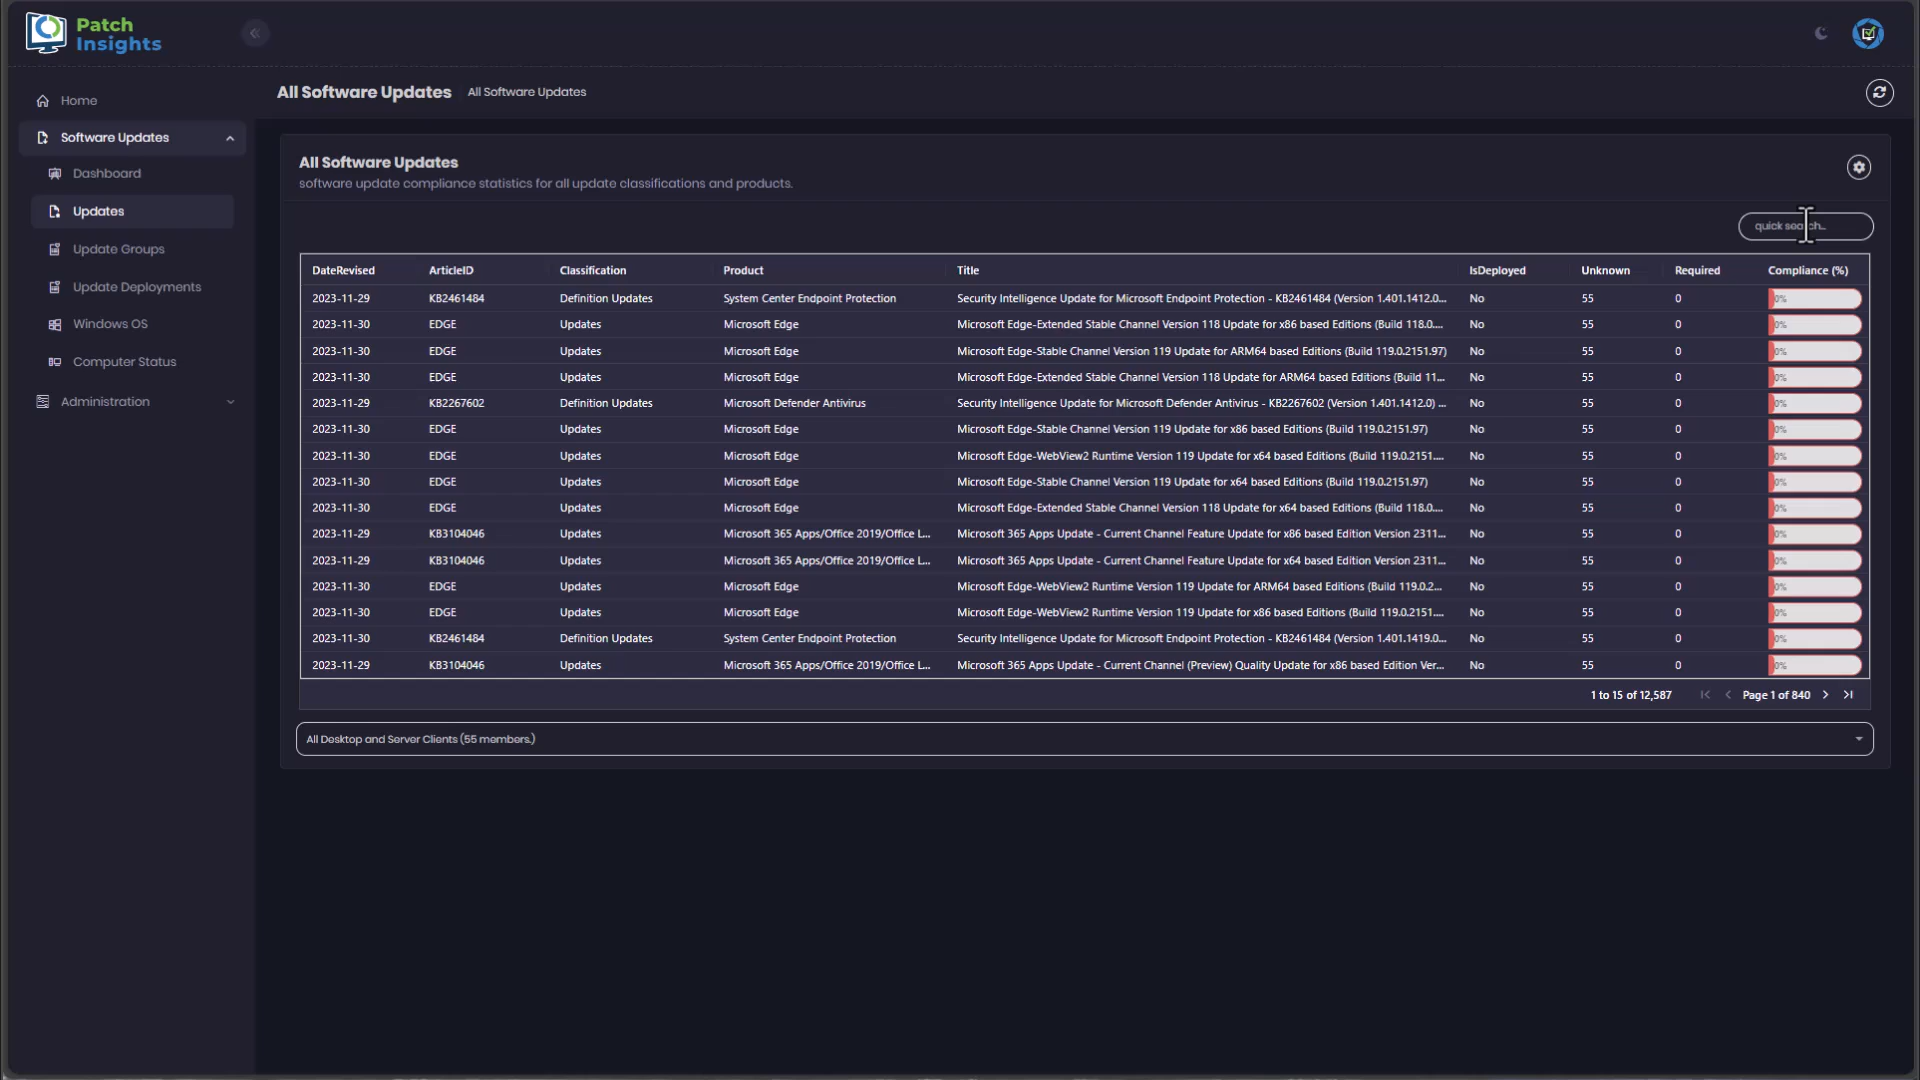 Patch
Insights
Home
All Software Updates All Software Updates
Software Updates
Dashboard
Updates
Update Groups
Update Deployments
Windows OS
Computer Status
Administration
All Software Updates
software update compliance statistics for all update classifications and products.
quick search...
DateRevised ArticleID Classification Product Title IsDeployed Unknown Required Compliance (%)
2023-11-29 KB2461484 Definition Updates System Center Endpoint Protection Security Intelligence Update for Microsoft Endpoint Protection - KB2461484 (Version 1.401.1412.0... No 55 0 0%
2023-11-30 EDGE Updates Microsoft Edge Microsoft Edge-Extended Stable Channel Version 118 Update for x86 based Editions (Build 118.0.... No 55 0 0%
2023-11-30 EDGE Updates Microsoft Edge Microsoft Edge-Stable Channel Version 119 Update for ARM64 based Editions (Build 119.0.2151.97) No 55 0 0%
2023-11-30 EDGE Updates Microsoft Edge Microsoft Edge-Extended Stable Channel Version 118 Update for ARM64 based Editions (Build 11... No 55 0 0%
2023-11-29 KB2267602 Definition Updates Microsoft Defender Antivirus Security Intelligence Update for Microsoft Defender Antivirus - KB2267602 (Version 1.401.1412.0) ... No 55 0 0%
2023-11-30 EDGE Updates Microsoft Edge Microsoft Edge-Stable Channel Version 119 Update for x86 based Editions (Build 119.0.2151.97) No 55 0 0%
2023-11-30 EDGE Updates Microsoft Edge Microsoft Edge-WebView2 Runtime Version 119 Update for x64 based Editions (Build 119.0.2151.... No 55 0 0%
2023-11-30 EDGE Updates Microsoft Edge Microsoft Edge-Stable Channel Version 119 Update for x64 based Editions (Build 119.0.2151.97) No 55 0 0%
2023-11-30 EDGE Updates Microsoft Edge Microsoft Edge-Extended Stable Channel Version 118 Update for x64 based Editions (Build 118.0.... No 55 0 0%
2023-11-29 KB3104046 Updates Microsoft 365 Apps/Office 2019/Office L... Microsoft 365 Apps Update - Current Channel Feature Update for x86 based Edition Version 2311... No 55 0 0%
2023-11-29 KB3104046 Updates Microsoft 365 Apps/Office 2019/Office L... Microsoft 365 Apps Update - Current Channel Feature Update for x64 based Edition Version 2311... No 55 0 0%
2023-11-30 EDGE Updates Microsoft Edge Microsoft Edge-WebView2 Runtime Version 119 Update for ARM64 based Editions (Build 119.0.2... No 55 0 0%
2023-11-30 EDGE Updates Microsoft Edge Microsoft Edge-WebView2 Runtime Version 119 Update for x86 based Editions (Build 119.0.2151.... No 55 0 0%
2023-11-30 KB2461484 Definition Updates System Center Endpoint Protection Security Intelligence Update for Microsoft Endpoint Protection - KB2461484 (Version 1.401.1419.0... No 55 0 0%
2023-11-29 KB3104046 Updates Microsoft 365 Apps/Office 2019/Office L... Microsoft 365 Apps Update - Current Channel (Preview) Quality Update for x86 based Edition Ver... No 55 0 0%
1 to 15 of 12,587 Page 1 of 840
All Desktop and Server Clients (55 members.)